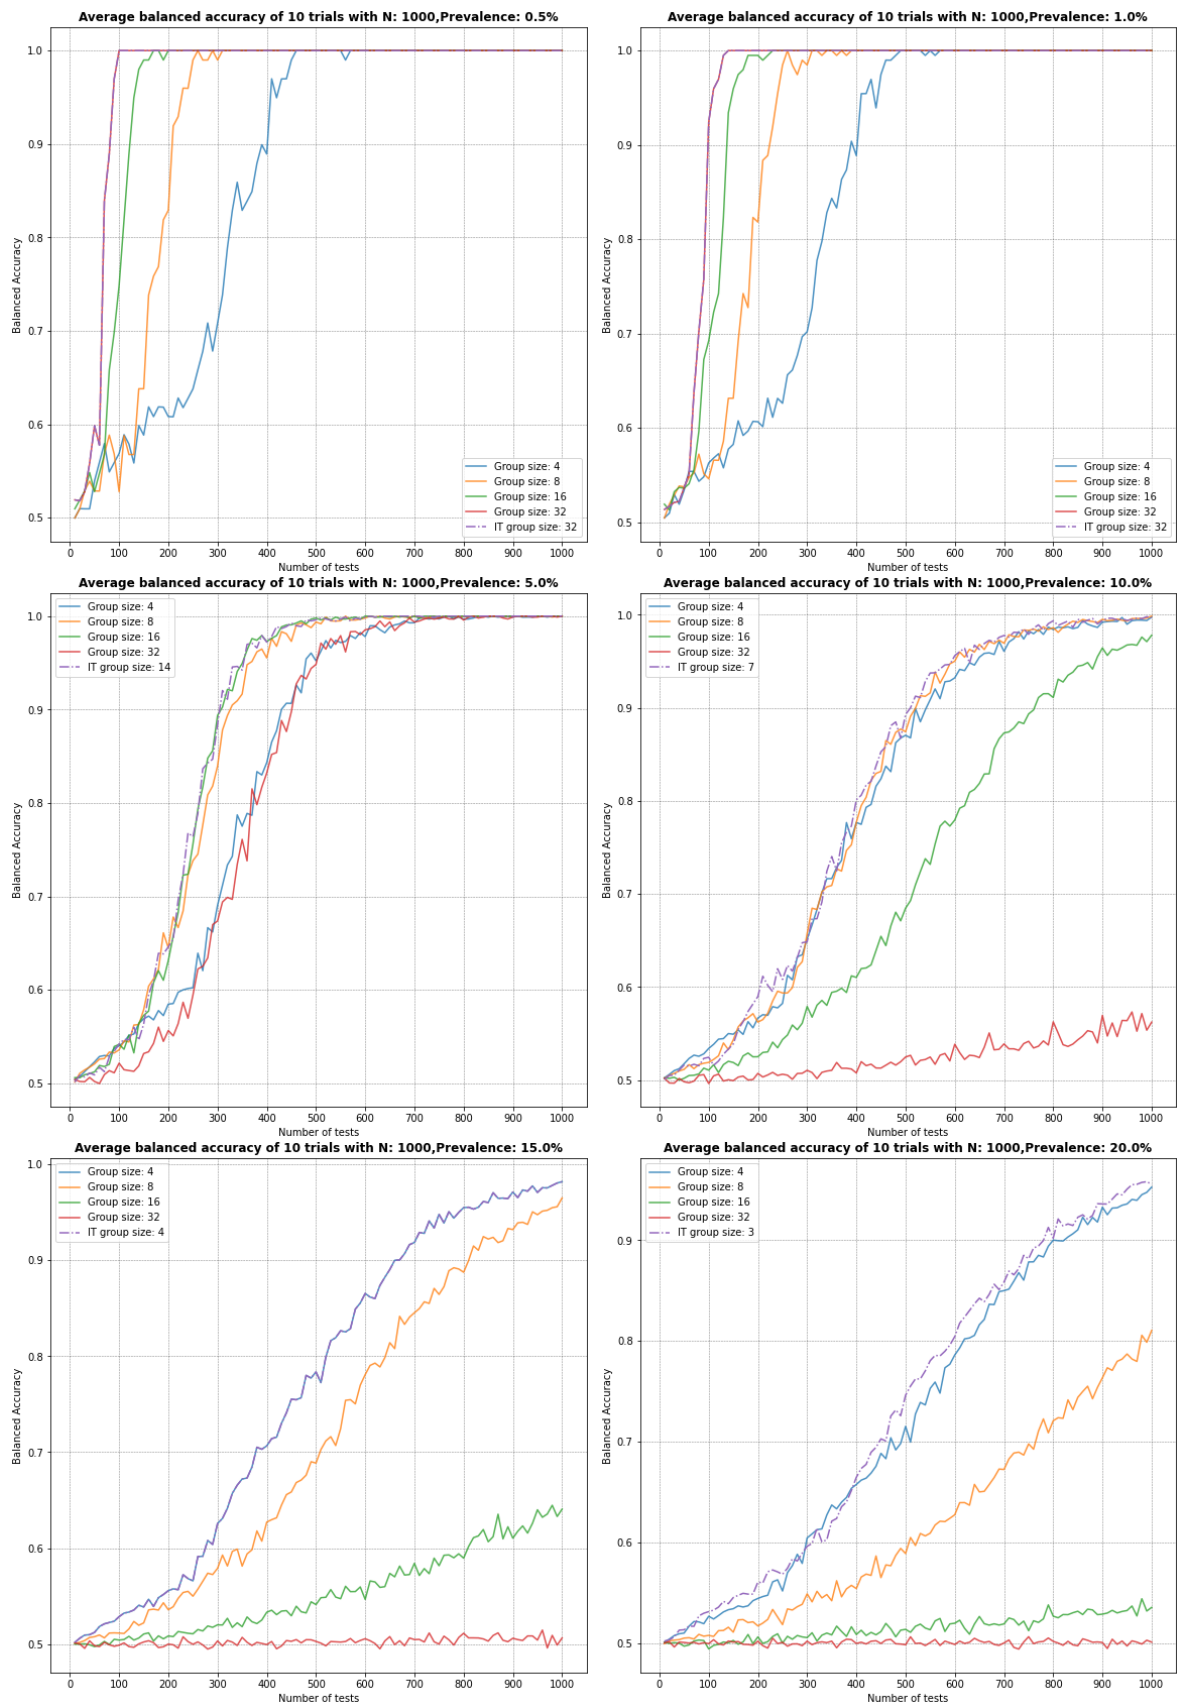 Average balanced accuracy of 10 trials with N: 1000,Prevalence: 0.5%
1.0
0.9
0.8
0.7
0.6
0.5
Balanced Accuracy
Group size: 4
Group size: 8
Group size: 16
Group size: 32
IT group size: 32
0 100 200 300 400 500 600 700 800 900 1000
Number of tests
Average balanced accuracy of 10 trials with N: 1000,Prevalence: 1.0%
1.0
0.9
0.8
0.7
0.6
0.5
Balanced Accuracy
Group size: 4
Group size: 8
Group size: 16
Group size: 32
IT group size: 32
0 100 200 300 400 500 600 700 800 900 1000
Number of tests
Average balanced accuracy of 10 trials with N: 1000,Prevalence: 5.0%
Group size: 4
Group size: 8
Group size: 16
Group size: 32
IT group size: 14
1.0
0.9
0.8
0.7
0.6
0.5
Balanced Accuracy
0 100 200 300 400 500 600 700 800 900 1000
Number of tests
Average balanced accuracy of 10 trials with N: 1000,Prevalence: 10.0%
Group size: 4
Group size: 8
Group size: 16
Group size: 32
IT group size: 7
1.0
0.9
0.8
0.7
0.6
0.5
Balanced Accuracy
0 100 200 300 400 500 600 700 800 900 1000
Number of tests
Average balanced accuracy of 10 trials with N: 1000,Prevalence: 15.0%
Group size: 4
Group size: 8
Group size: 16
Group size: 32
IT group size: 4
1.0
0.9
0.8
0.7
0.6
0.5
Balanced Accuracy
0 100 200 300 400 500 600 700 800 900 1000
Number of tests
Average balanced accuracy of 10 trials with N: 1000,Prevalence: 20.0%
Group size: 4
Group size: 8
Group size: 16
Group size: 32
IT group size: 3
0.9
0.8
0.7
0.6
0.5
Balanced Accuracy
0 100 200 300 400 500 600 700 800 900 1000
Number of tests